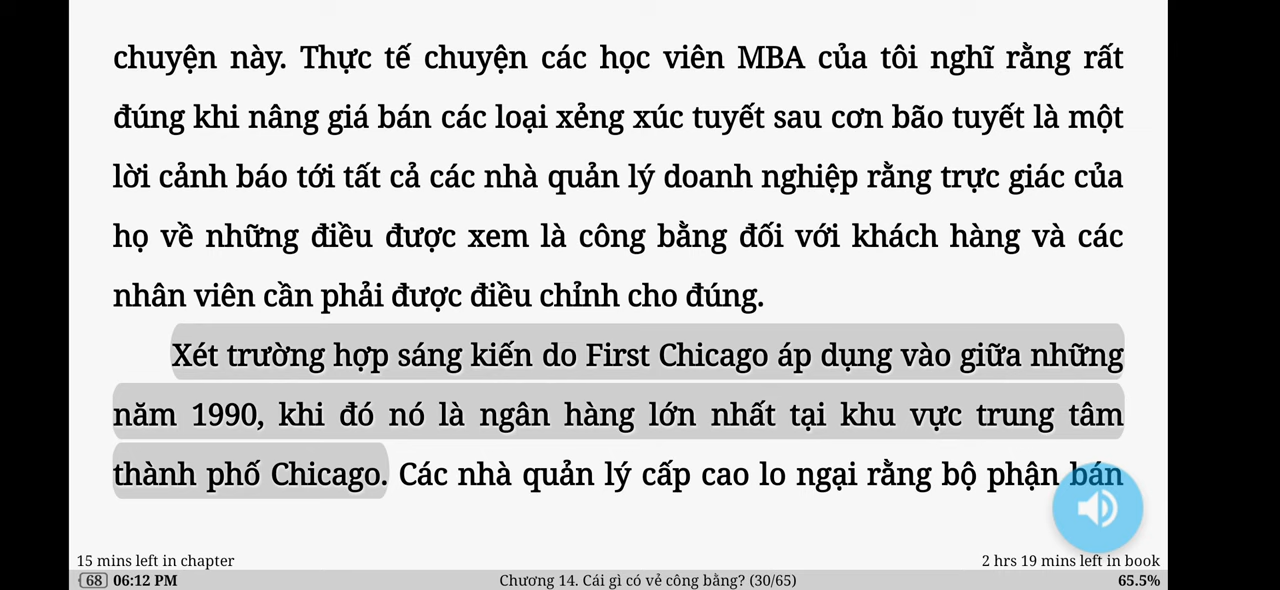 chuyện này. Thực tế chuyện các học viên MBA của tôi nghĩ rằng rất
đúng khi nâng giá bán các loại xẻng xúc tuyết sau cơn bão tuyết là một
lời cảnh báo tới tất cả các nhà quản lý doanh nghiệp rằng trực giác của
họ về những điều được xem là công bằng đối với khách hàng và các
nhân viên cần phải được điều chỉnh cho đúng.
Xét trường hợp sáng kiến do First Chicago áp dụng vào giữa những
năm 1990, khi đó nó là ngân hàng lớn nhất tại khu vực trung tâm
thành phố Chicago. Các nhà quản lý cấp cao lo ngại rằng bộ phận bán
15 mins left in chapter 2 hrs 19 mins left in book
68 06:12 PM Chương 14. Cái gì có vẻ công bằng? (30/65) 65.5%